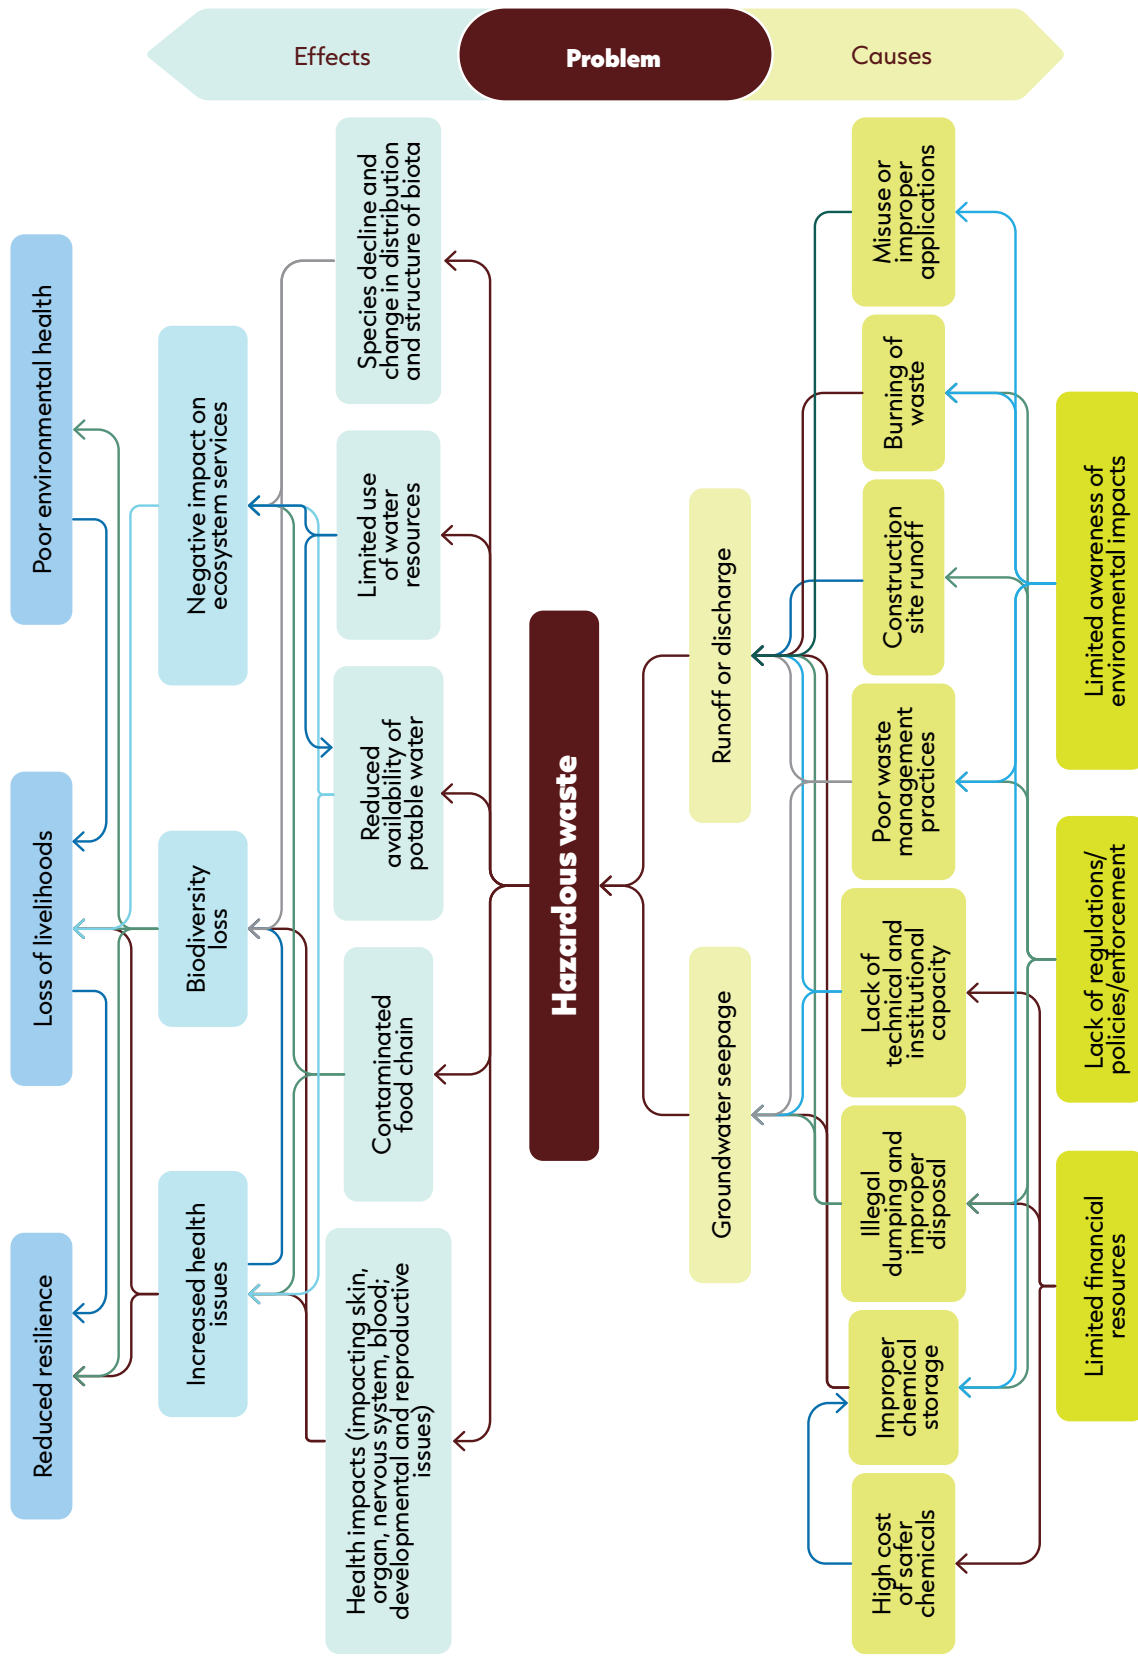 Effects
Problem
Causes
Reduced resilience
Loss of livelihoods
Poor environmental health
Increased health
issues
Biodiversity
loss
Negative impact on
ecosystem services
Health impacts (impacting skin,
organ, nervous system, blood;
developmental and reproductive
issues)
Contaminated
food chain
Reduced
availability of
potable water
Limited use
of water
resources
Species decline and
change in distribution
and structure of biota
Hazardous waste
Groundwater seepage
Runoff or discharge
High cost
of safer
chemicals
Improper
chemical
storage
Illegal
dumping and
improper
disposal
Lack of
technical and
institutional
capacity
Poor waste
management
practices
Construction
site runoff
Burning of
waste
Misuse or
improper
applications
Limited financial
resources
Lack of regulations/
policies/enforcement
Limited awareness of
environmental impacts